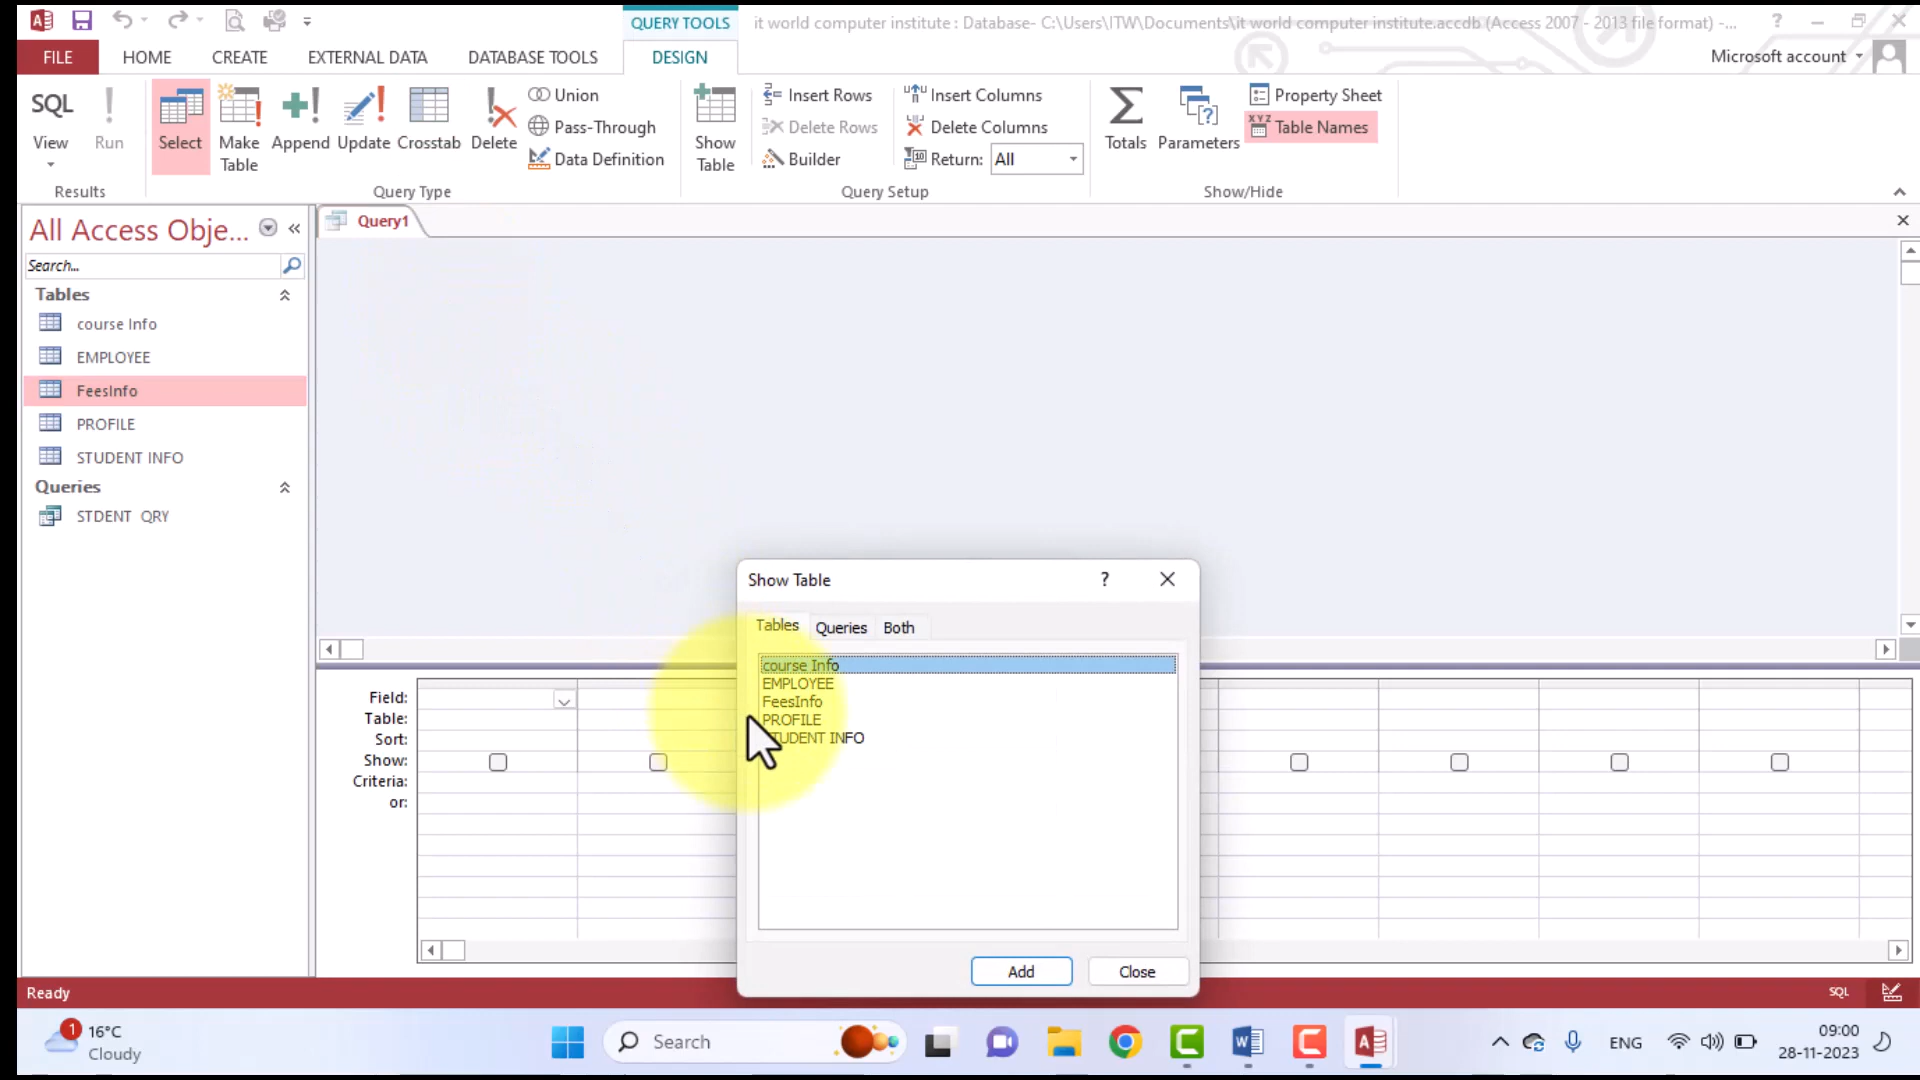 QUERY TOOLS
it world computer institute : Database- C:\Users\ITW\Documents\it world computer institute.accdb (Access 2007 - 2013 file format) -...
?
FILE
HOME
CREATE
EXTERNAL DATA
DATABASE TOOLS
DESIGN
Microsoft account
SQL
View
Run
Select
Make
Table
Append
Update
Crosstab
Delete
Union
Pass-Through
Data Definition
Show
Table
Insert Rows
Delete Rows
Builder
Insert Columns
Delete Columns
Return: All
Totals
Parameters
Property Sheet
Table Names
Results
Query Type
Query Setup
Show/Hide
All Access Obje...
Query1
Search...
Tables
course Info
EMPLOYEE
FeesInfo
PROFILE
STUDENT INFO
Queries
STDENT QRY
Show Table
?
Tables
Queries
Both
course Info
EMPLOYEE
FeesInfo
PROFILE
STUDENT INFO
Add
Close
Field:
Table:
Sort:
Show:
Criteria:
or:
Ready
SQL
1
16°C
Cloudy
Search
ENG
09:00
28-11-2023